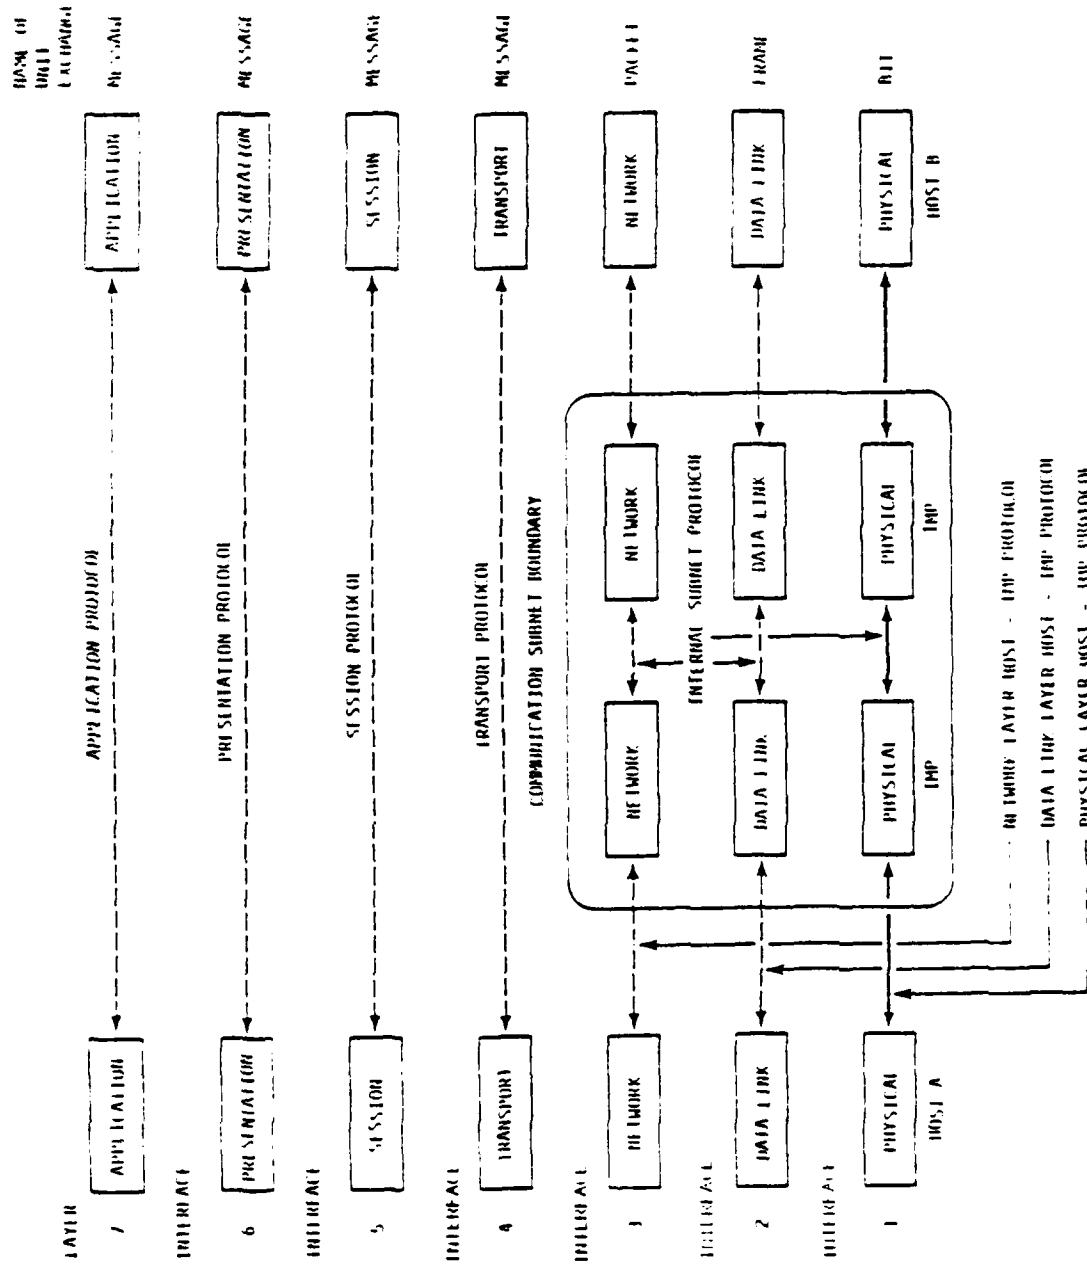 LAYER
NAME OF
UNIT
EXCHANGE
7
APPLICATION
APPLICATION PROTOCOL
APPLICATION
MESSAGE
INTERFACE
6
PRESENTATION
PRESENTATION PROTOCOL
PRESENTATION
MESSAGE
INTERFACE
5
SESSION
SESSION PROTOCOL
SESSION
MESSAGE
INTERFACE
4
TRANSPORT
TRANSPORT PROTOCOL
TRANSPORT
MESSAGE
INTERFACE
COMMUNICATION SUBNET BOUNDARY
3
NETWORK
NETWORK
NETWORK
NETWORK
PACKET
INTERNAL SUBNET PROTOCOL
INTERFACE
2
DATA LINK
DATA LINK
DATA LINK
DATA LINK
FRAME
INTERFACE
1
PHYSICAL
PHYSICAL
PHYSICAL
PHYSICAL
BIT
HOST A
IMP
IMP
HOST B
NETWORK LAYER HOST - IMP PROTOCOL
DATA LINK LAYER HOST - IMP PROTOCOL
PHYSICAL LAYER HOST - IMP PROTOCOL